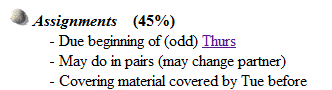 Assignments (45%)
- Due beginning of (odd) Thurs
- May do in pairs (may change partner)
- Covering material covered by Tue before